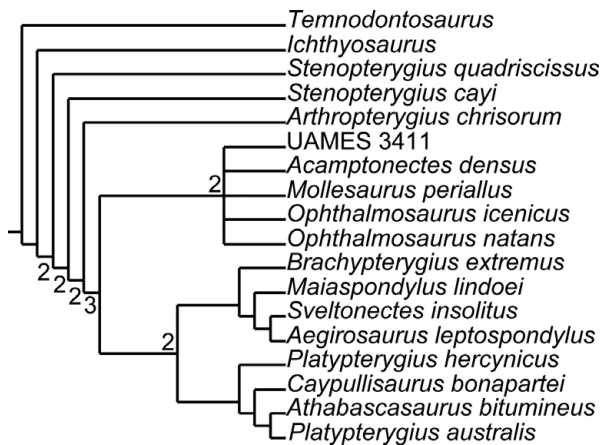 Temnodontosaurus
Ichthyosaurus
Stenopterygius quadriscissus
Stenopterygius cayi
Arthropterygius chrisorum
UAMES 3411
2 Acamptonectes densus
Mollesaurus periallus
Ophthalmosaurus icenicus
Ophthalmosaurus natans
Brachypterygius extremus
2
2
2
3
Maiaspondylus lindoei
Sveltonectes insolitus
2 Aegirosaurus leptospondylus
Platypterygius hercynicus
Caypullisaurus bonapartei
Athabascasaurus bitumineus
Platypterygius australis